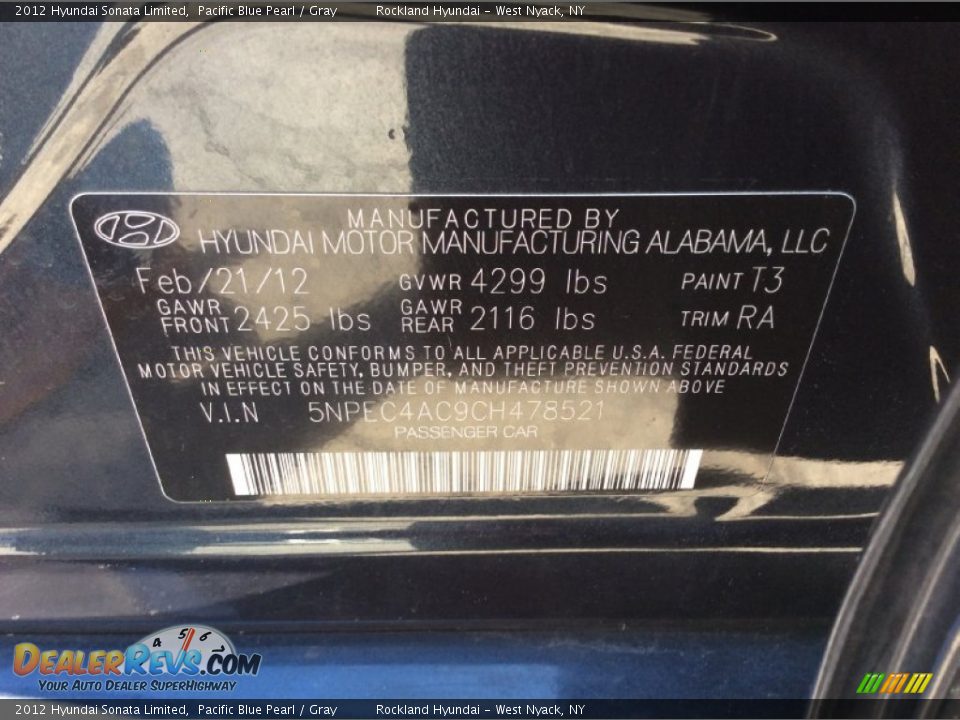 2012 Hyundai Sonata Limited, Pacific Blue Pearl / Gray Rockland Hyundai - West Nyack, NY
MANUFACTURED BY
HYUNDAI MOTOR MANUFACTURING ALABAMA, LLC
Feb/21/12 GVWR 4299 lbs PAINT T3
GAWR FRONT 2425 lbs GAWR REAR 2116 lbs TRIM RA
THIS VEHICLE CONFORMS TO ALL APPLICABLE U.S.A. FEDERAL
MOTOR VEHICLE SAFETY, BUMPER, AND THEFT PREVENTION STANDARDS
IN EFFECT ON THE DATE OF MANUFACTURE SHOWN ABOVE
V.I.N 5NPEC4AC9CH478521
PASSENGER CAR
4 5 6
DEALERREVS.COM
YOUR AUTO DEALER SUPERHIGHWAY
2012 Hyundai Sonata Limited, Pacific Blue Pearl / Gray Rockland Hyundai - West Nyack, NY